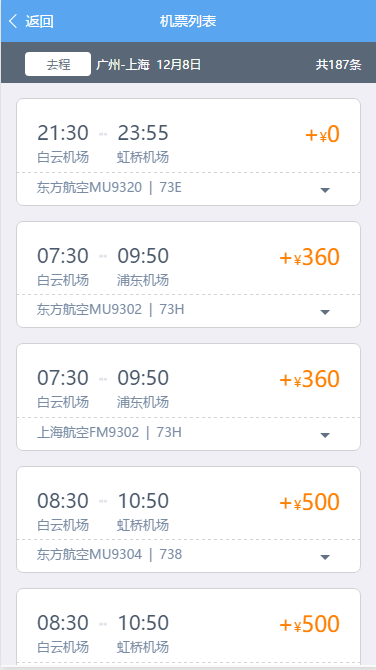 返回 机票列表
去程 广州-上海 12月8日 共187条
21:30 -- 23:55 +¥0
白云机场 虹桥机场
东方航空MU9320 | 73E
07:30 -- 09:50 +¥360
白云机场 浦东机场
东方航空MU9302 | 73H
07:30 -- 09:50 +¥360
白云机场 浦东机场
上海航空FM9302 | 73H
08:30 -- 10:50 +¥500
白云机场 虹桥机场
东方航空MU9304 | 738
08:30 -- 10:50 +¥500
白云机场 虹桥机场